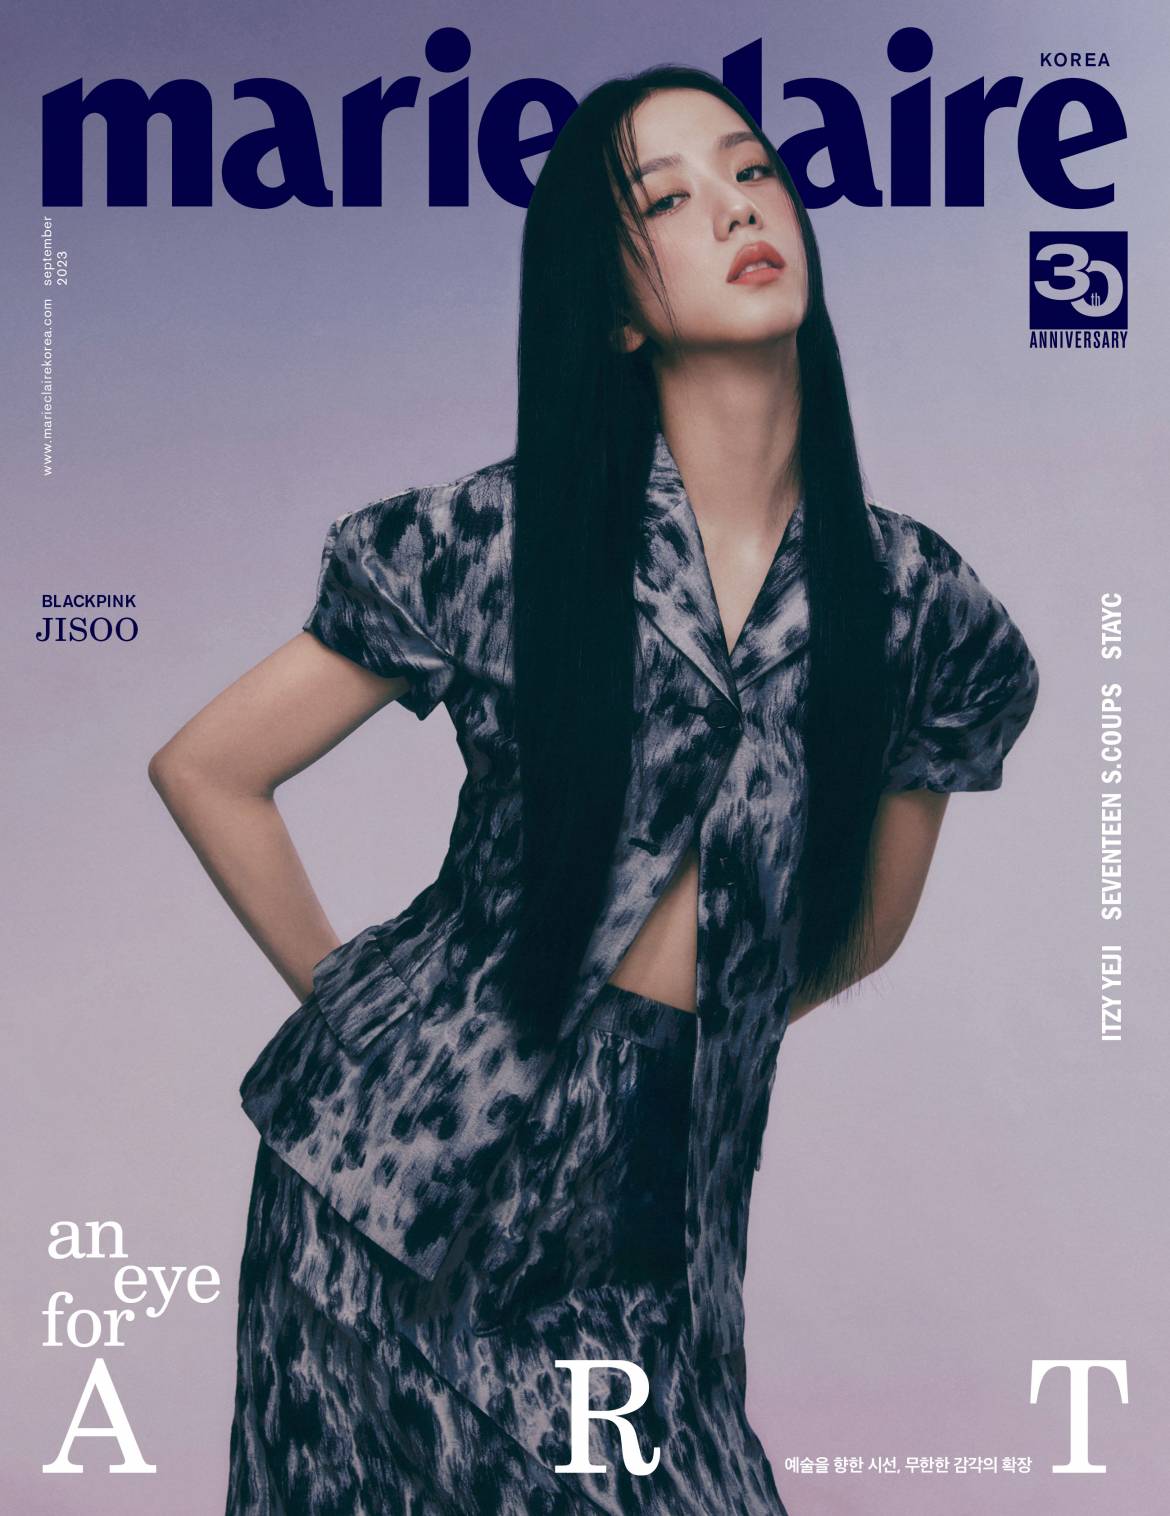 marie claire
KOREA
www.marieclairekorea.com september
2023
30th
ANNIVERSARY
BLACKPINK
JISOO
ITZY YEJI SEVENTEEN S.COUPS STAYC
an
eye
for
ART
예술을 향한 시선, 무한한 감각의 확장